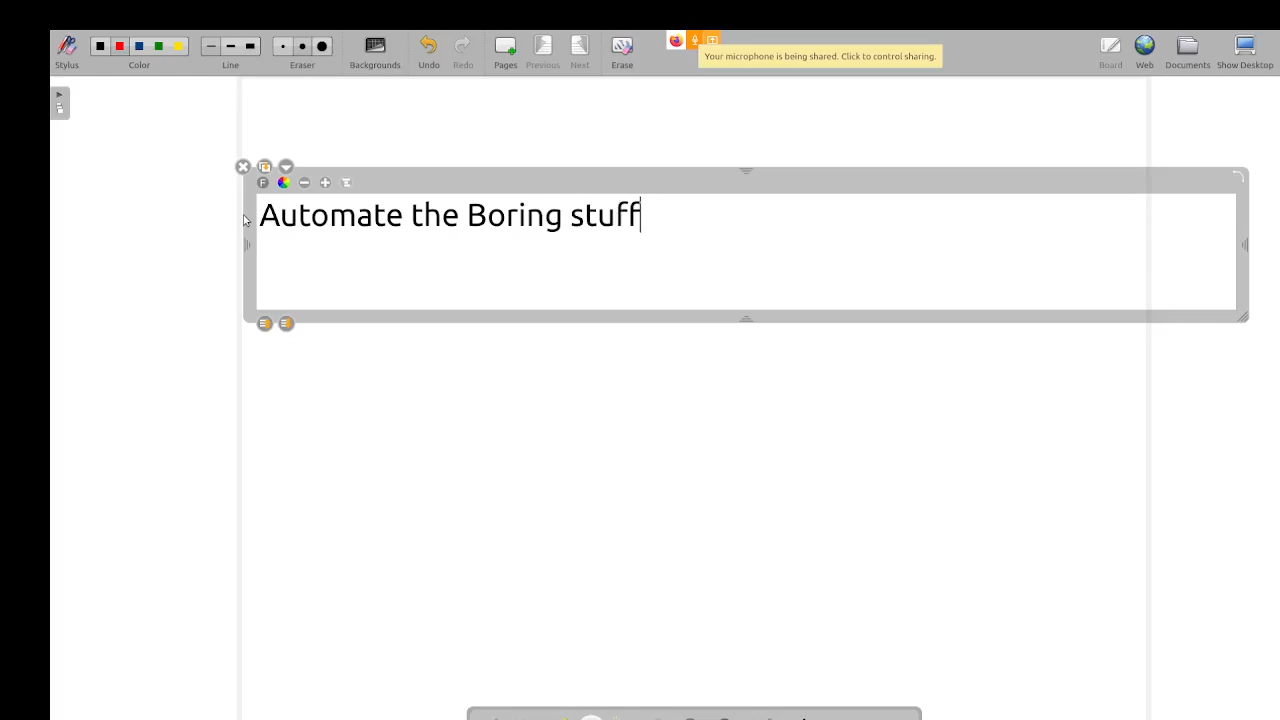 Your microphone is being shared. Click to control sharing.
Stylus Color Line Eraser Backgrounds Undo Redo Pages Previous Next Erase Board Web Documents Show Desktop
F
Automate the Boring stuff